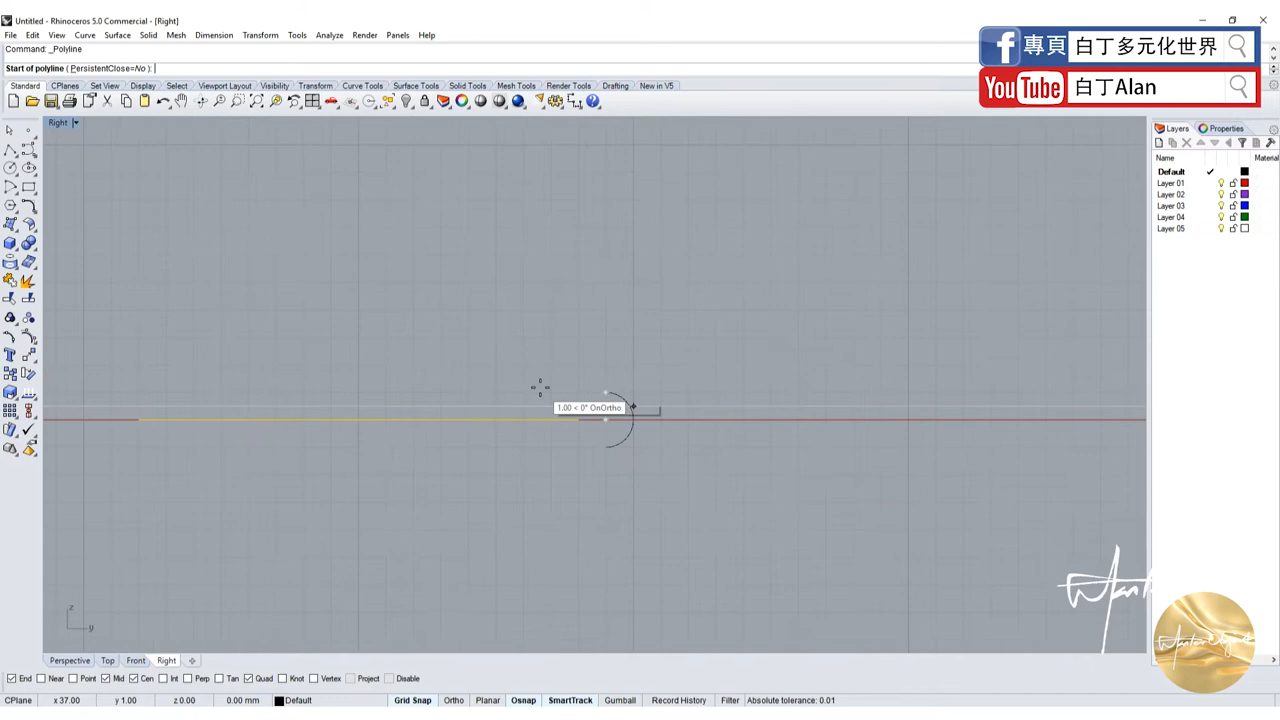 Untitled - Rhinoceros 5.0 Commercial - [Right]
File Edit View Curve Surface Solid Mesh Dimension Transform Tools Analyze Render Panels Help
Command: _Polyline
Start of polyline ( PersistentClose=No ):
f 專頁 白丁多元化世界
YouTube 白丁Alan
Standard CPlanes Set View Display Select Viewport Layout Visibility Transform Curve Tools Surface Tools Solid Tools Mesh Tools Render Tools Drafting New in V5
Right
Layers Properties
Name Material
Default
Layer 01
Layer 02
Layer 03
Layer 04
Layer 05
1.00 < 0° OnOrtho
z
y
Perspective Top Front Right
End Near Point Mid Cen Int Perp Tan Quad Knot Vertex Project Disable
CPlane x 37.00 y 1.00 z 0.00 0.00 mm Default Grid Snap Ortho Planar Osnap SmartTrack Gumball Record History Filter Absolute tolerance: 0.01